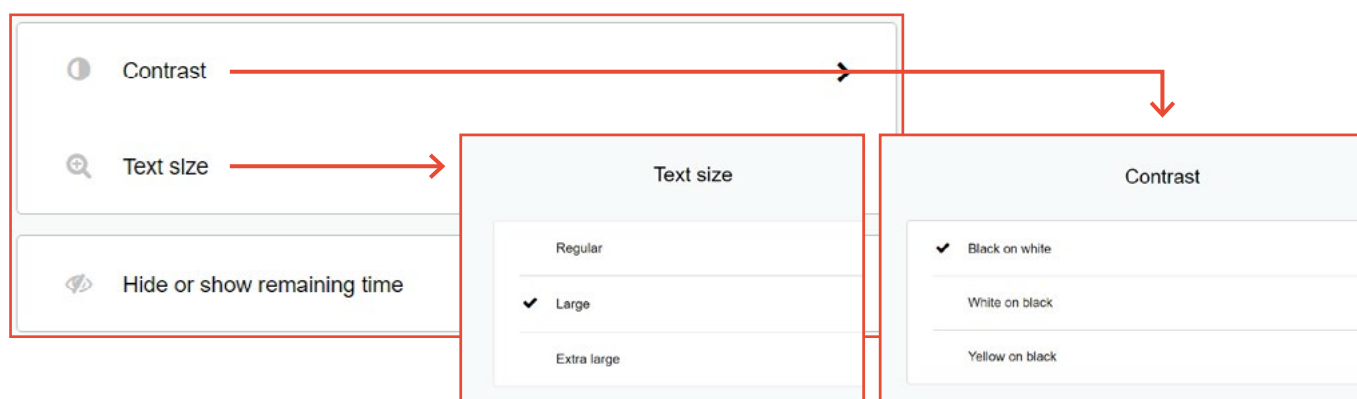 Contrast
Text size
Hide or show remaining time
Text size
Regular
Large
Extra large
Contrast
Black on white
White on black
Yellow on black